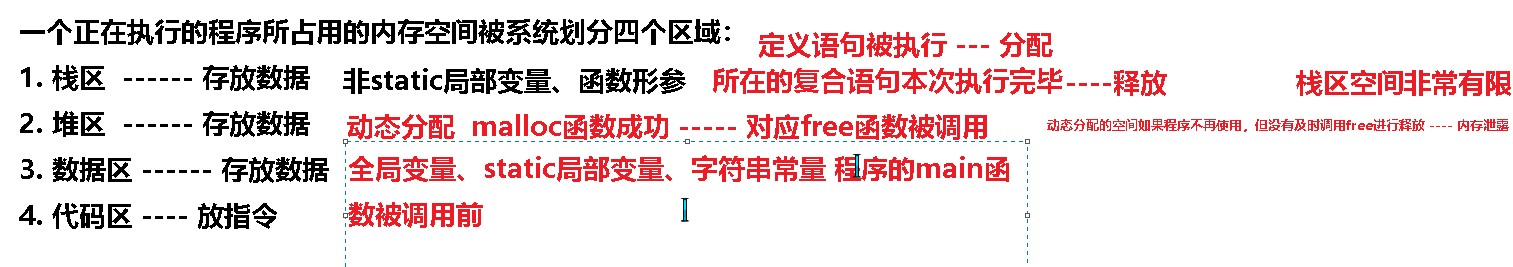 一个正在执行的程序所占用的内存空间被系统划分四个区域：
定义语句被执行 --- 分配
1. 栈区 ------ 存放数据 非static局部变量、函数形参 所在的复合语句本次执行完毕----释放 栈区空间非常有限
2. 堆区 ------ 存放数据 动态分配 malloc函数成功 ----- 对应free函数被调用 动态分配的空间如果程序不再使用，但没有及时调用free进行释放 ---- 内存泄露
3. 数据区 ------ 存放数据 全局变量、static局部变量、字符串常量 程序的main函
数被调用前
4. 代码区 ---- 放指令